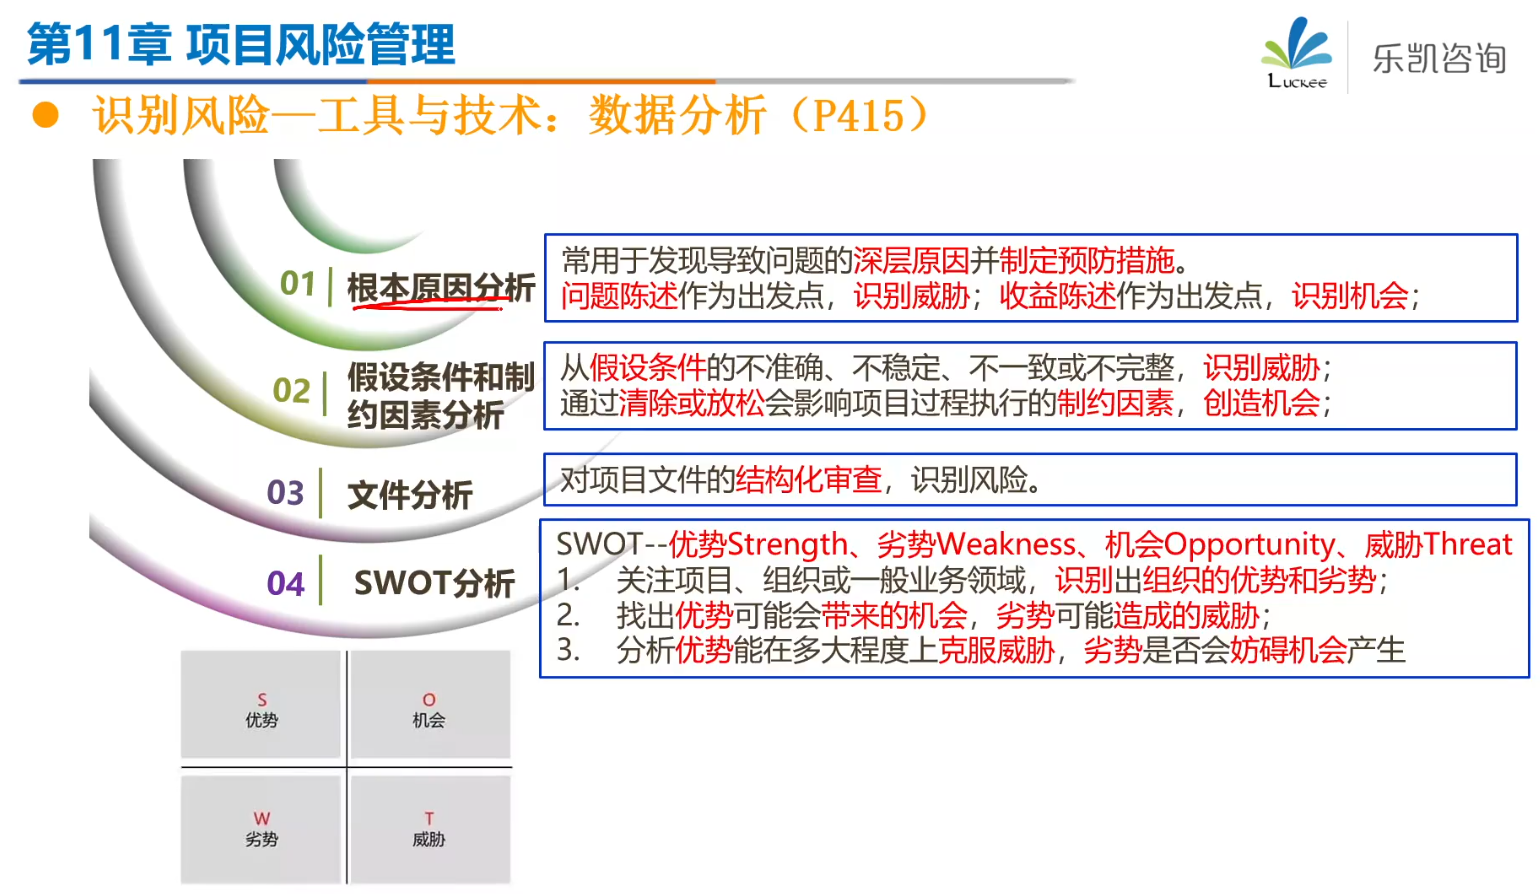 第11章 项目风险管理
Luckee
乐凯咨询
识别风险—工具与技术：数据分析（P415）
01 根本原因分析
常用于发现导致问题的深层原因并制定预防措施。
问题陈述作为出发点，识别威胁；收益陈述作为出发点，识别机会；
02 假设条件和制
约因素分析
从假设条件的不准确、不稳定、不一致或不完整，识别威胁；
通过清除或放松会影响项目过程执行的制约因素，创造机会；
03 文件分析
对项目文件的结构化审查，识别风险。
04 SWOT分析
SWOT--优势Strength、劣势Weakness、机会Opportunity、威胁Threat
1. 关注项目、组织或一般业务领域，识别出组织的优势和劣势；
2. 找出优势可能会带来的机会，劣势可能造成的威胁；
3. 分析优势能在多大程度上克服威胁，劣势是否会妨碍机会产生
S
优势
O
机会
W
劣势
T
威胁